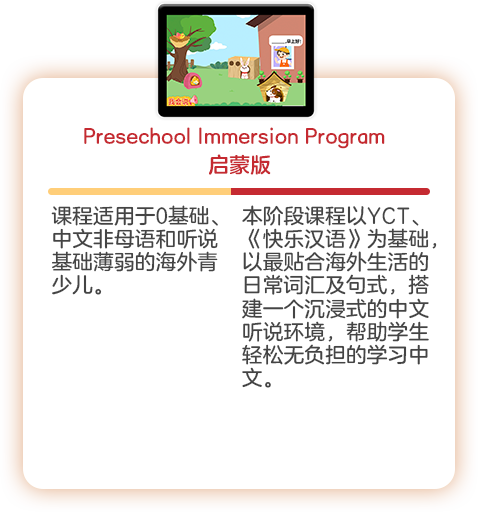 ……早上好！
我会说
Presechool Immersion Program
启蒙版
课程适用于0基础、
中文非母语和听说
基础薄弱的海外青
少儿。
本阶段课程以YCT、
《快乐汉语》为基础，
以最贴合海外生活的
日常词汇及句式，搭
建一个沉浸式的中文
听说环境，帮助学生
轻松无负担的学习中
文。